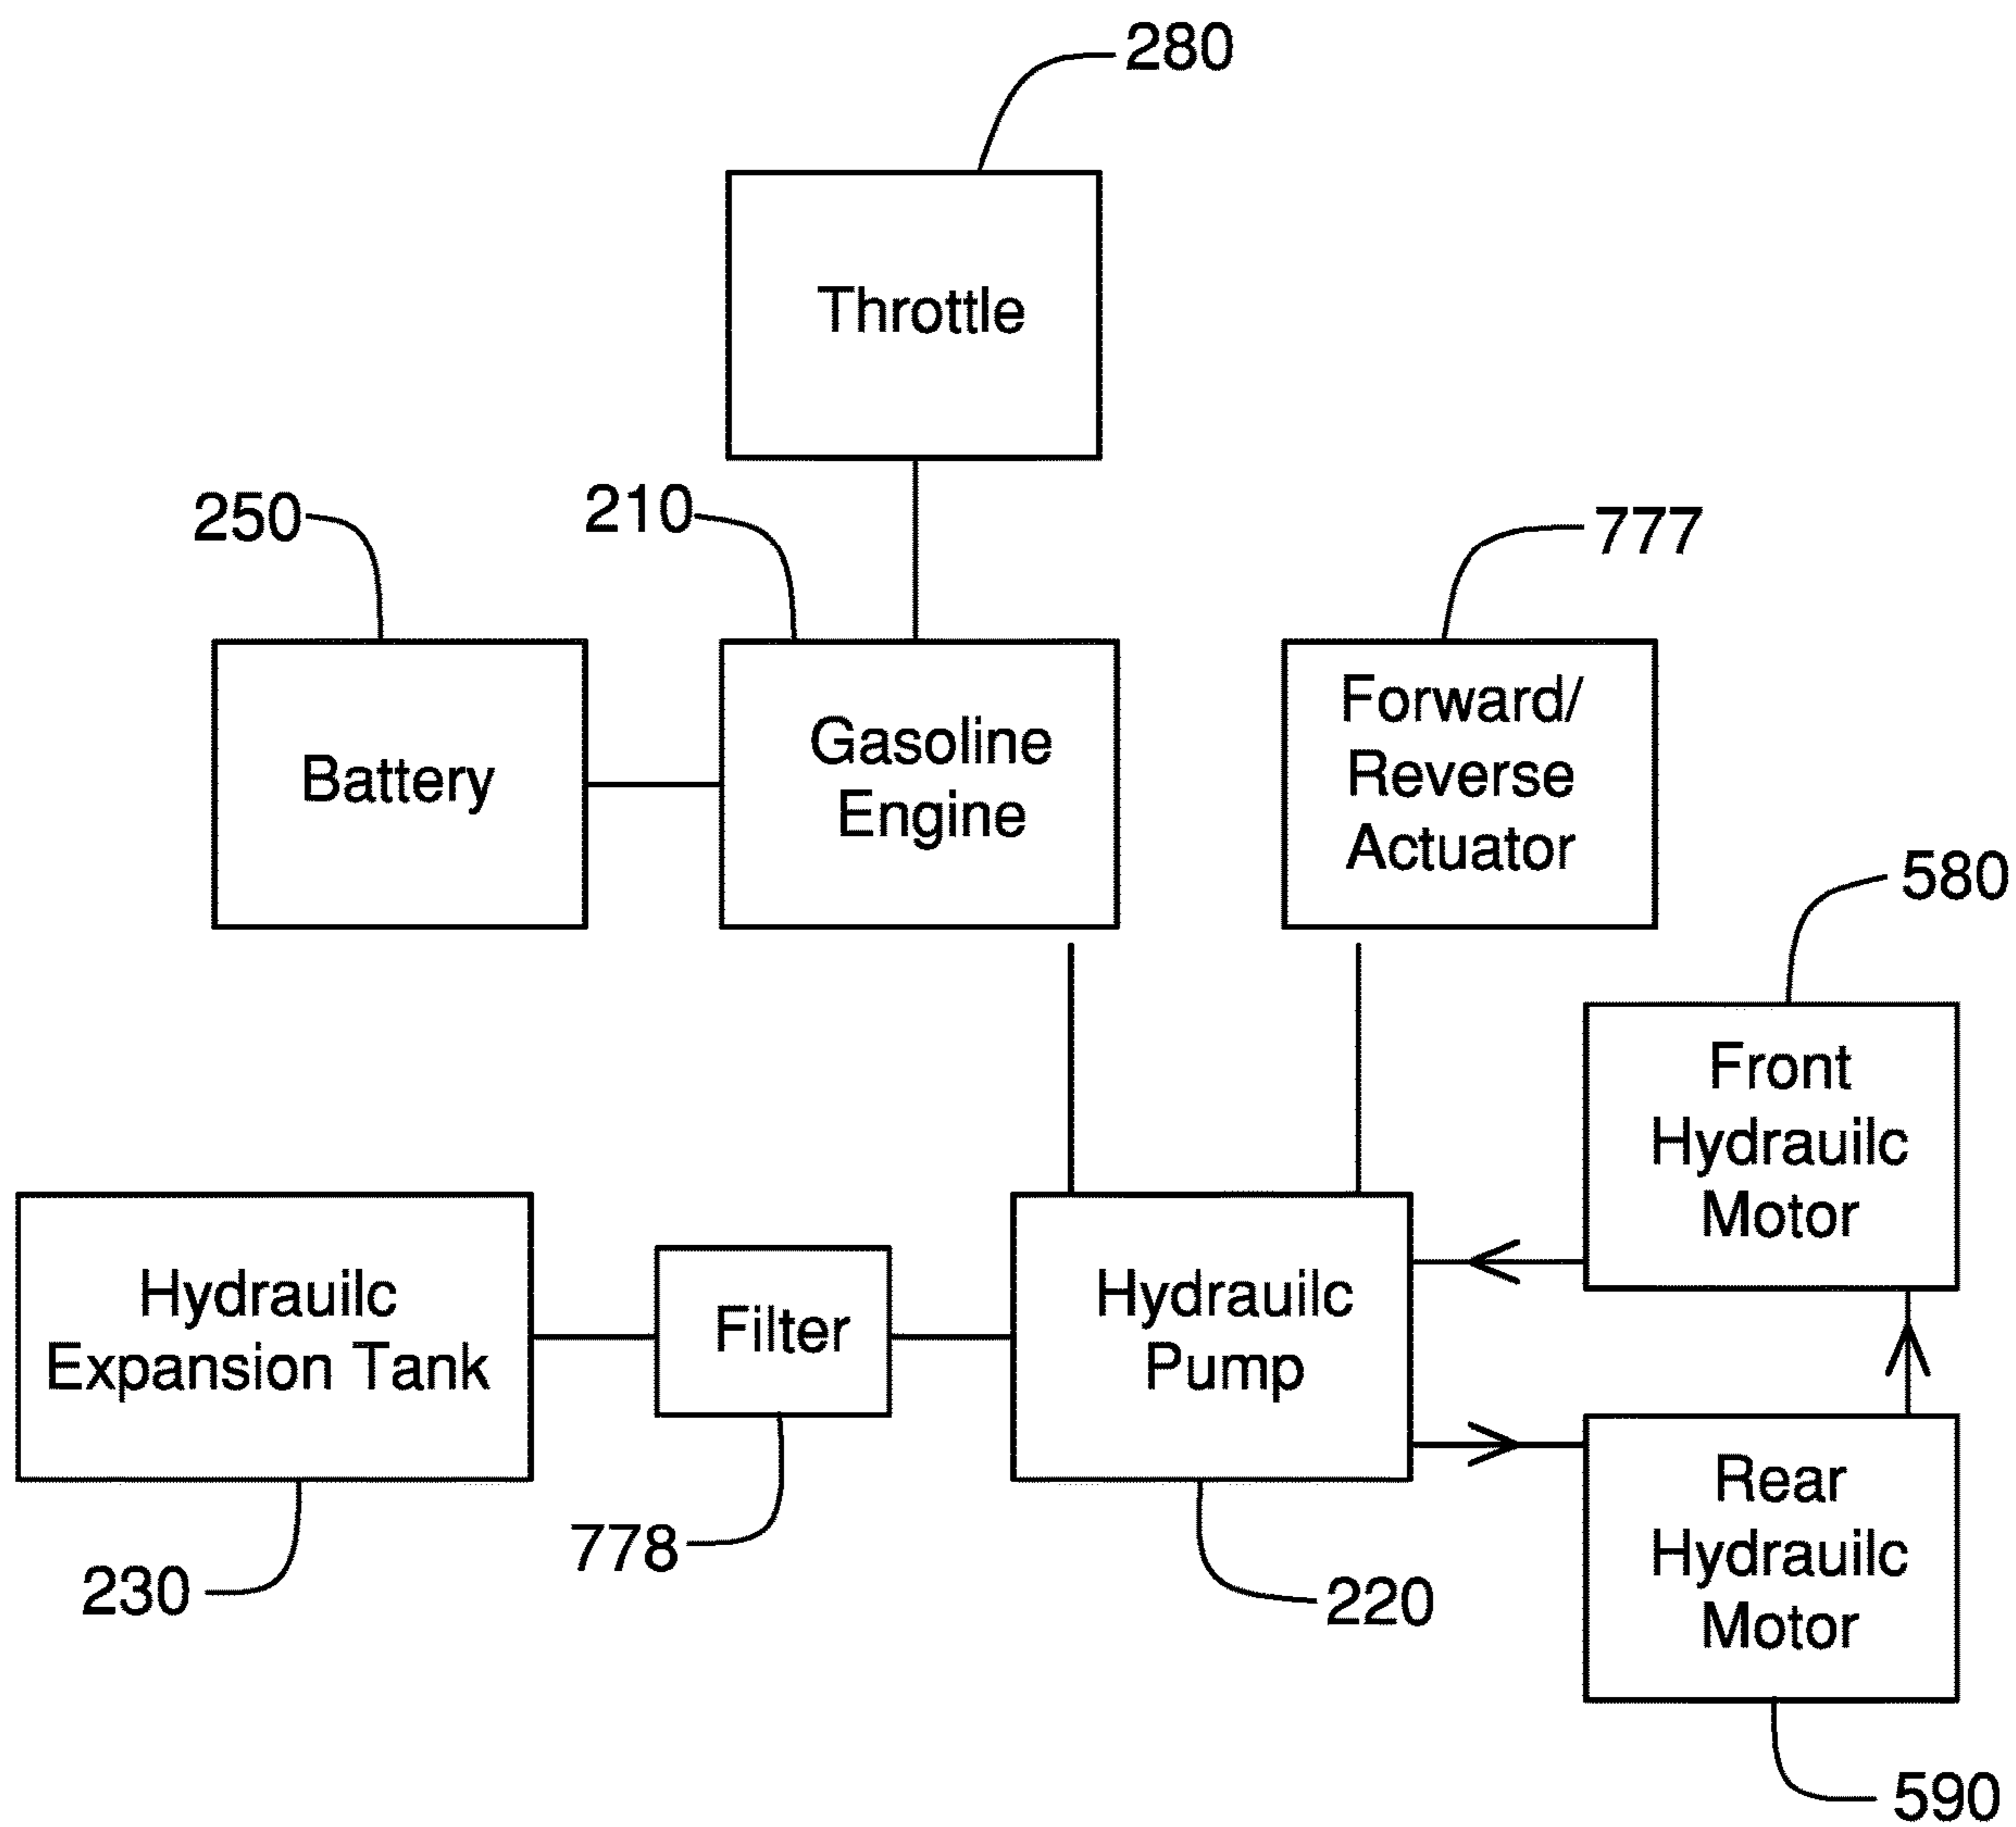 280
Throttle
250
210
777
Battery
Gasoline
Engine
Forward/
Reverse
Actuator
580
Front
Hydrauilc
Motor
Hydrauilc
Expansion Tank
Filter
Hydrauilc
Pump
Rear
Hydrauilc
Motor
778
230
220
590